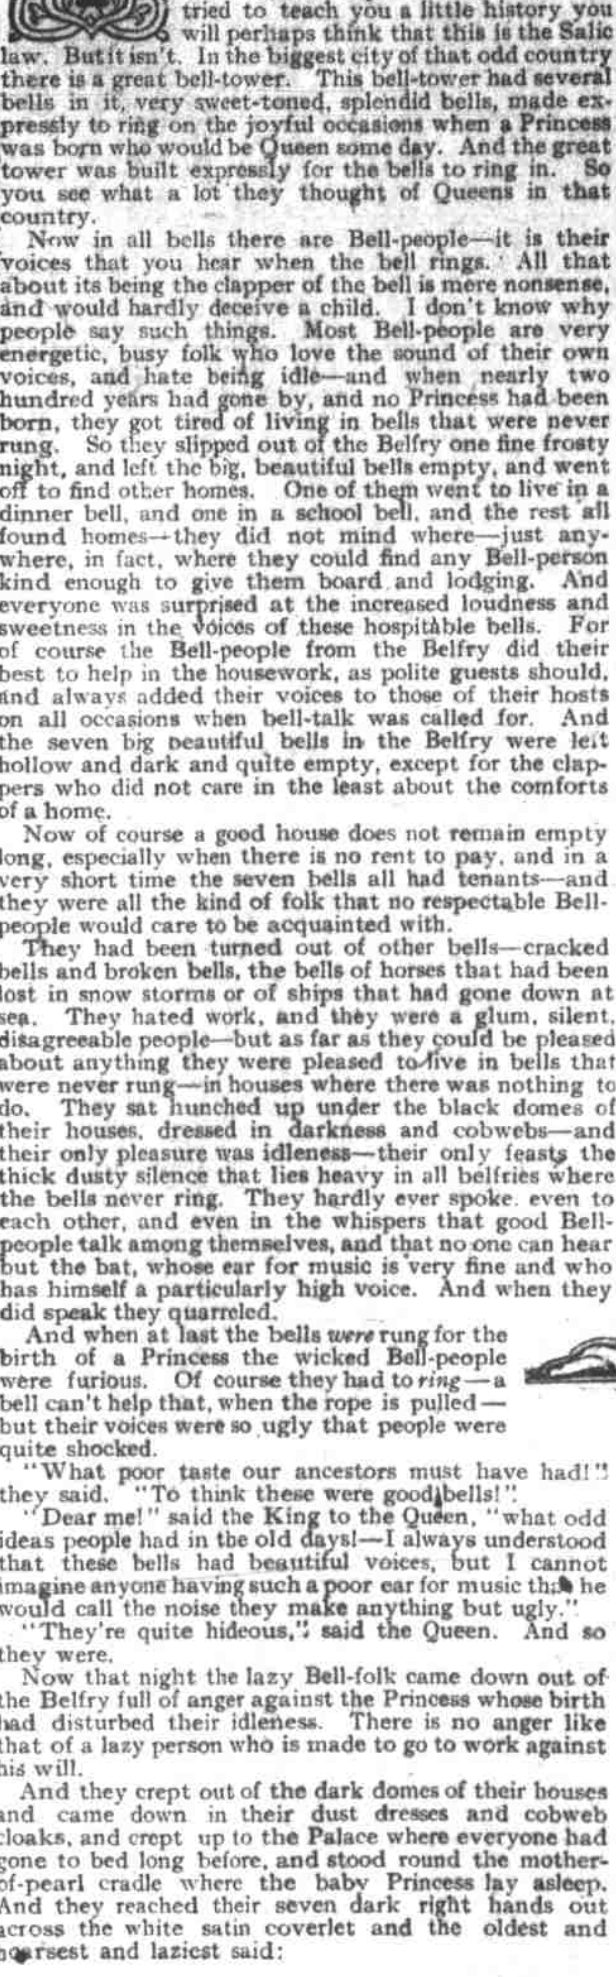 tried to teach you a little history you
will perhaps think that this is the Salic
law. But it isn't. In the biggest city of that odd country
there is a great bell-tower. This bell-tower had several
bells in it, very sweet-toned, splendid bells, made ex-
pressly to ring on the joyful occasions when a Princess
was born who would be Queen some day. And the great
tower was built expressly for the bells to ring in. So
you see what a lot they thought of Queens in that
country.
Now in all bells there are Bell-people—it is their
voices that you hear when the bell rings. All that
about its being the clapper of the bell is mere nonsense,
and would hardly deceive a child. I don't know why
people say such things. Most Bell-people are very
energetic, busy folk who love the sound of their own
voices, and hate being idle—and when nearly two
hundred years had gone by, and no Princess had been
born, they got tired of living in bells that were never
rung. So they slipped out of the Belfry one fine frosty
night, and left the big, beautiful bells empty, and went
off to find other homes. One of them went to live in a
dinner bell, and one in a school bell, and the rest all
found homes—they did not mind where—just any-
where, in fact, where they could find any Bell-person
kind enough to give them board and lodging. And
everyone was surprised at the increased loudness and
sweetness in the voices of these hospitable bells. For
of course the Bell-people from the Belfry did their
best to help in the housework, as polite guests should,
and always added their voices to those of their hosts
on all occasions when bell-talk was called for. And
the seven big beautiful bells in the Belfry were left
hollow and dark and quite empty, except for the clap-
pers who did not care in the least about the comforts
of a home.
Now of course a good house does not remain empty
long, especially when there is no rent to pay, and in a
very short time the seven bells all had tenants—and
they were all the kind of folk that no respectable Bell-
people would care to be acquainted with.
They had been turned out of other bells—cracked
bells and broken bells, the bells of horses that had been
lost in snow storms or of ships that had gone down at
sea. They hated work, and they were a glum, silent,
disagreeable people—but as far as they could be pleased
about anything they were pleased to live in bells that
were never rung—in houses where there was nothing to
do. They sat hunched up under the black domes of
their houses, dressed in darkness and cobwebs—and
their only pleasure was idleness—their only feasts the
thick dusty silence that lies heavy in all belfries where
the bells never ring. They hardly ever spoke. even to
each other, and even in the whispers that good Bell-
people talk among themselves, and that no one can hear
but the bat, whose ear for music is very fine and who
has himself a particularly high voice. And when they
did speak they quarreled.
And when at last the bells were rung for the
birth of a Princess the wicked Bell-people
were furious. Of course they had to ring—a
bell can't help that, when the rope is pulled—
but their voices were so ugly that people were
quite shocked.
"What poor taste our ancestors must have had!"
they said. "To think these were good bells!"
"Dear me!" said the King to the Queen, "what odd
ideas people had in the old days!—I always understood
that these bells had beautiful voices, but I cannot
imagine anyone having such a poor ear for music that he
would call the noise they make anything but ugly."
"They're quite hideous," said the Queen. And so
they were.
Now that night the lazy Bell-folk came down out of
the Belfry full of anger against the Princess whose birth
had disturbed their idleness. There is no anger like
that of a lazy person who is made to go to work against
his will.
And they crept out of the dark domes of their houses
and came down in their dust dresses and cobweb
cloaks, and crept up to the Palace where everyone had
gone to bed long before, and stood round the mother-
of-pearl cradle where the baby Princess lay asleep.
And they reached their seven dark right hands out
across the white satin coverlet and the oldest and
hoarsest and laziest said: